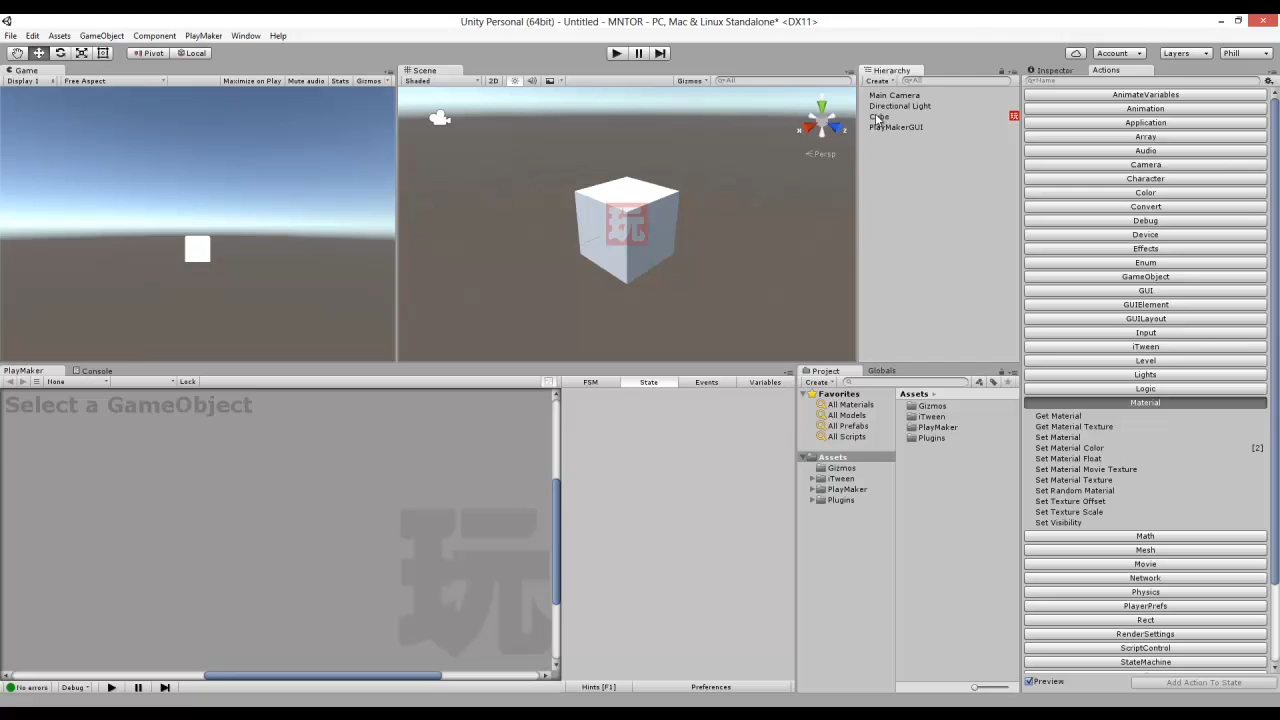 Unity Personal (64bit) - Untitled - MNTOR - PC, Mac & Linux Standalone* <DX11>
File Edit Assets GameObject Component PlayMaker Window Help
Pivot Local Account Layers Phill
Game Scene Hierarchy Inspector Actions
Display 1 Free Aspect Maximize on Play Mute audio Stats Gizmos Shaded 2D Gizmos All Create All Name
Main Camera
Directional Light
Cube 玩
PlayMakerGUI
x z
Persp
玩
AnimateVariables
Animation
Application
Array
Audio
Camera
Character
Color
Convert
Debug
Device
Effects
Enum
GameObject
GUI
GUIElement
GUILayout
Input
iTween
Level
Lights
Logic
Material
Get Material
Get Material Texture
Set Material
Set Material Color [2]
Set Material Float
Set Material Movie Texture
Set Material Texture
Set Random Material
Set Texture Offset
Set Texture Scale
Set Visibility
Math
Mesh
Movie
Network
Physics
PlayerPrefs
Rect
RenderSettings
ScriptControl
StateMachine
Preview Add Action To State
PlayMaker Console
None Lock FSM State Events Variables
Select a GameObject
玩
No errors Debug Hints [F1] Preferences
Project Globals
Create
Favorites
All Materials
All Models
All Prefabs
All Scripts
Assets
Gizmos
iTween
PlayMaker
Plugins
Assets
Gizmos
iTween
PlayMaker
Plugins